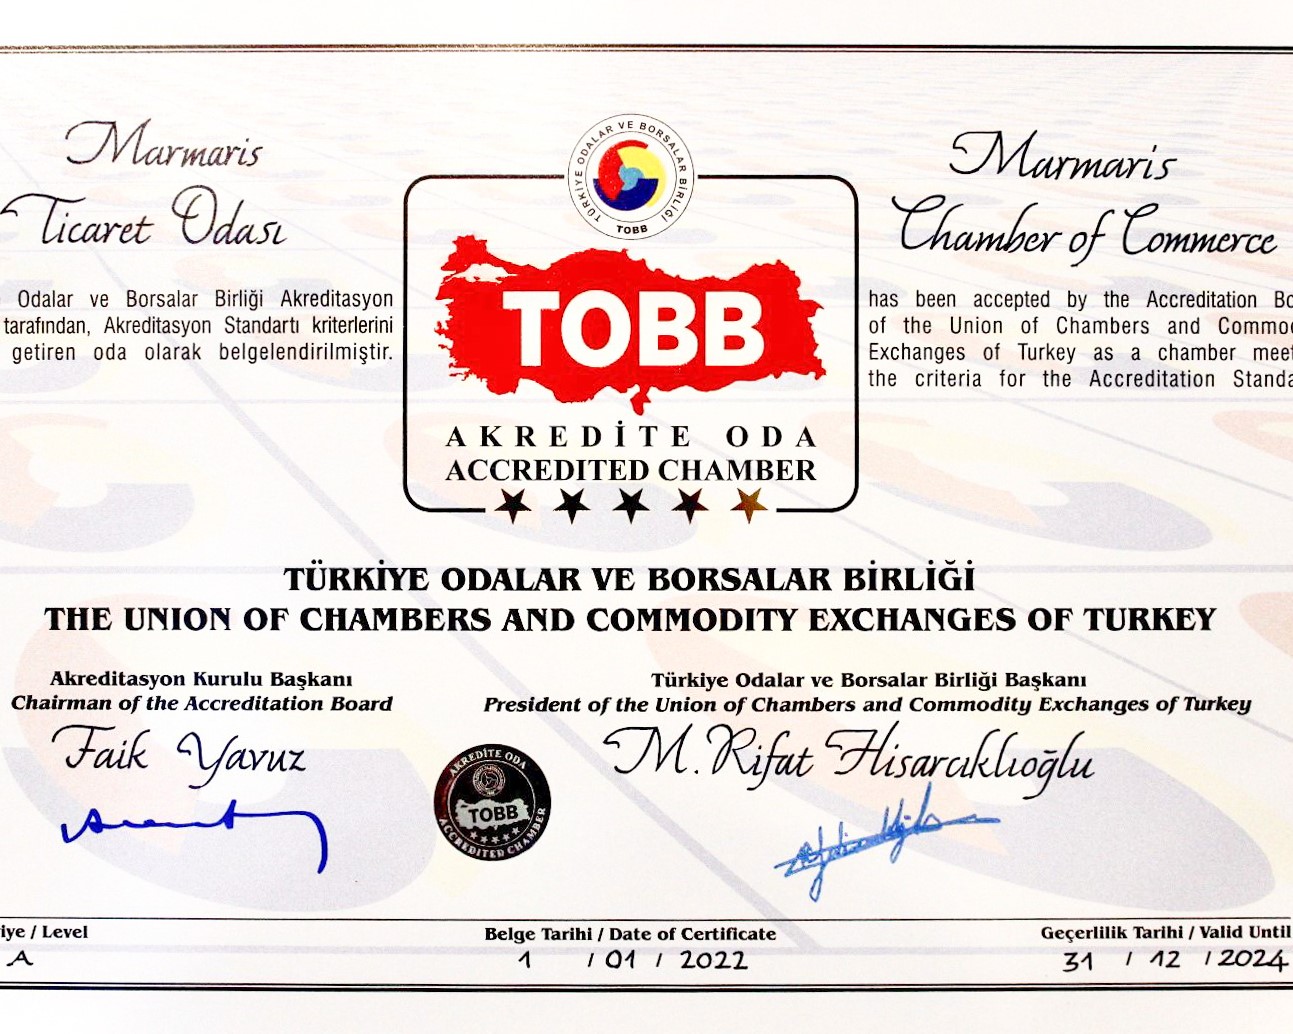 Marmaris
Ticaret Odası
Odalar ve Borsalar Birliği Akreditasyon
tarafından, Akreditasyon Standartı kriterlerini
getiren oda olarak belgelendirilmiştir.
TÜRKİYE ODALAR VE BORSALAR BİRLİĞİ
TOBB
TOBB
AKREDİTE ODA
ACCREDITED CHAMBER
Marmaris
Chamber of Commerce
has been accepted by the Accreditation Bo
of the Union of Chambers and Commo
Exchanges of Turkey as a chamber meet
the criteria for the Accreditation Standa
TÜRKİYE ODALAR VE BORSALAR BİRLİĞİ
THE UNION OF CHAMBERS AND COMMODITY EXCHANGES OF TURKEY
Akreditasyon Kurulu Başkanı
Chairman of the Accreditation Board
Faik Yavuz
AKREDİTE ODA
TOBB
ACCREDITED CHAMBER
Türkiye Odalar ve Borsalar Birliği Başkanı
President of the Union of Chambers and Commodity Exchanges of Turkey
M. Rifat Hisarcıklıoğlu
iye / Level
A
Belge Tarihi / Date of Certificate
1 / 01 / 2022
Geçerlilik Tarihi / Valid Until
31 / 12 / 2024